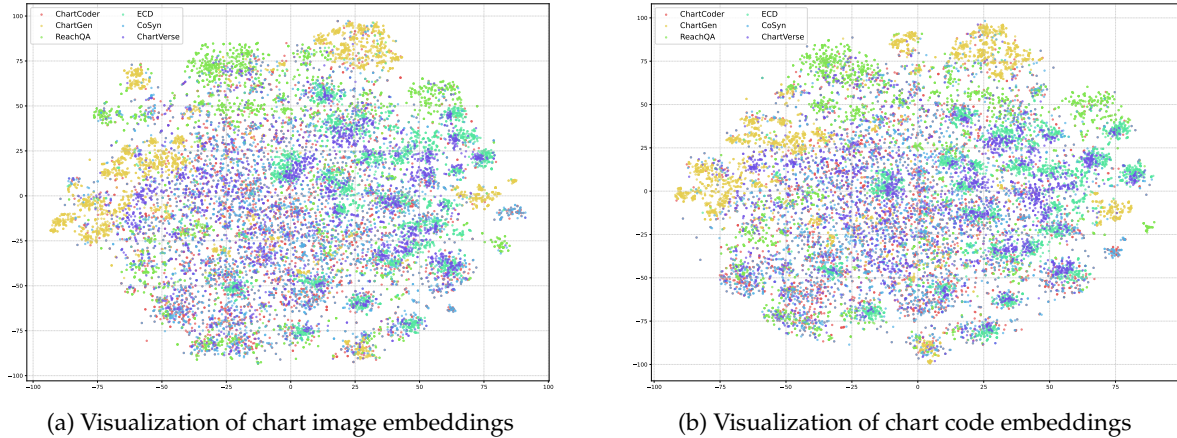 ChartCoder
ChartGen
ReachQA
ECD
CoSyn
ChartVerse
100
75
50
25
0
−25
−50
−75
−100
−100 −75 −50 −25 0 25 50 75 100
(a) Visualization of chart image embeddings
ChartCoder
ChartGen
ReachQA
ECD
CoSyn
ChartVerse
100
75
50
25
0
−25
−50
−75
−100
−100 −75 −50 −25 0 25 50 75 100
(b) Visualization of chart code embeddings